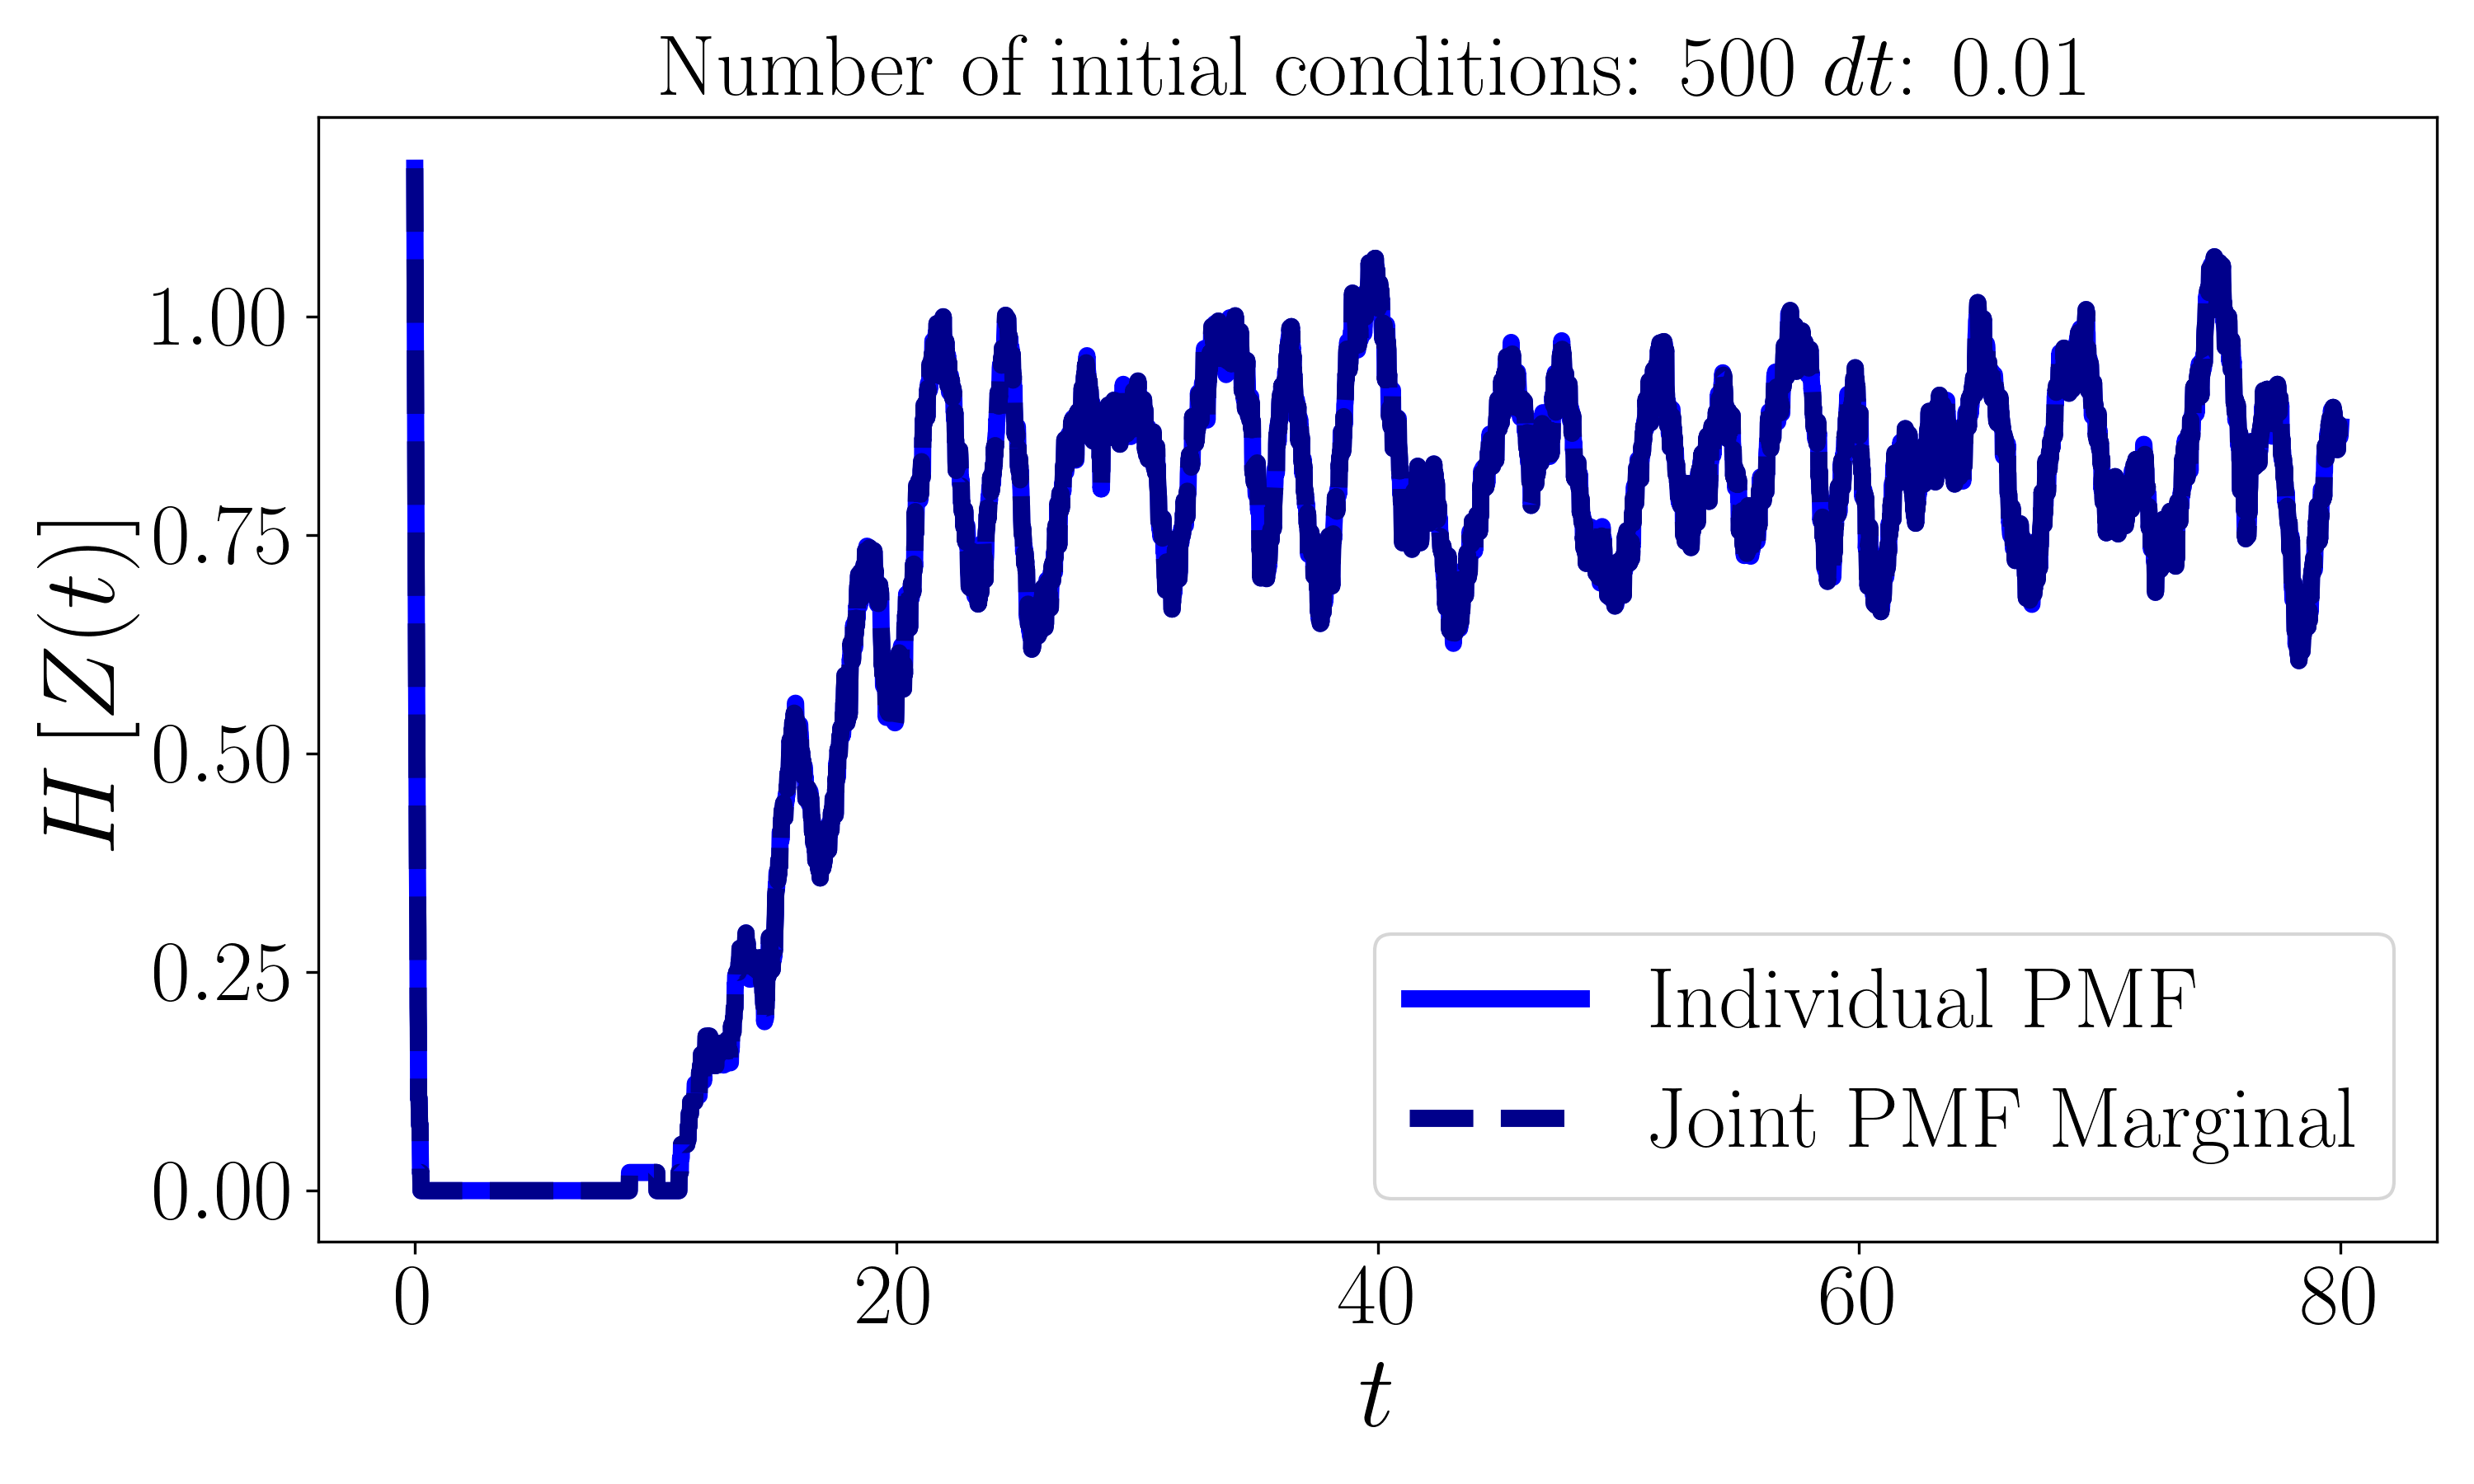 Number of initial conditions: 500 dt: 0.01
H [Z(t)]
1.00
0.75
0.50
0.25
0.00
0 20 40 60 80
t
Individual PMF
Joint PMF Marginal